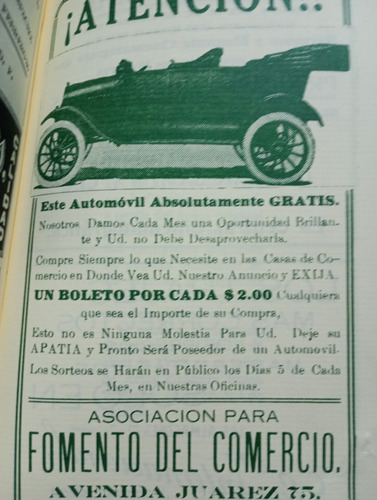 ¡ATENCION!.
Este Automóvil Absolutamente GRATIS.
Nosotros Damos Cada Mes una Oportunidad Brillan-
te y Ud. no Debe Desaprovecharla.
Compre Siempre lo que Necesite en las Casas de Co-
mercio en Donde Vea Ud. Nuestro Anuncio y EXIJA.
UN BOLETO POR CADA $ 2.00 Cualquiera
que sea el Importe de su Compra,
Esto no es Ninguna Molestia Para Ud. Deje su
APATIA y Pronto Será Poseedor de un Automovil.
Los Sorteos se Harán en Público los Días 5 de Cada
Mes, en Nuestras Oficinas.
ASOCIACION PARA
FOMENTO DEL COMERCIO.
AVENIDA JUAREZ 75.